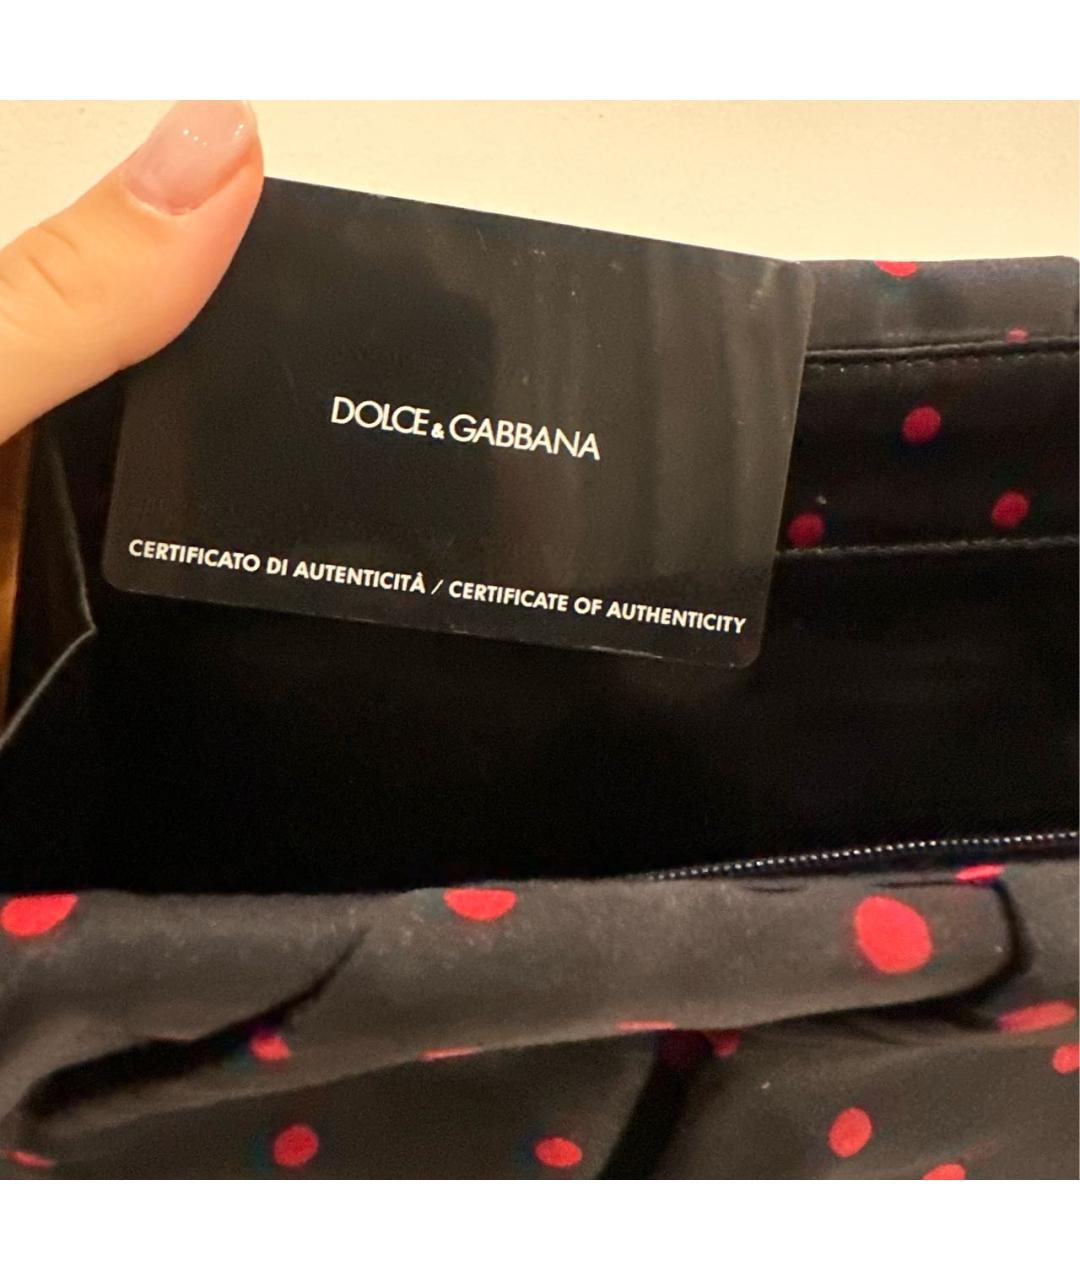 DOLCE & GABBANA
CERTIFICATO DI AUTENTICITÀ / CERTIFICATE OF AUTHENTICITY